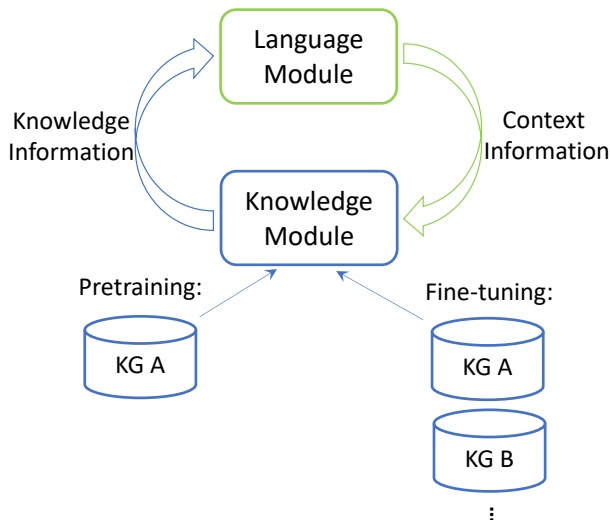 Language
Module
Knowledge
Information
Context
Information
Knowledge
Module
Pretraining:
Fine-tuning:
KG A
KG A
KG B
...